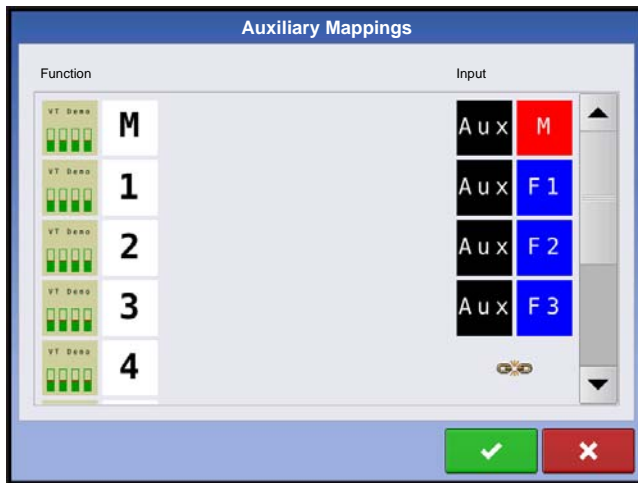 Auxiliary Mappings
Function Input
VT Demo M Aux M
VT Demo 1 Aux F1
VT Demo 2 Aux F2
VT Demo 3 Aux F3
VT Demo 4